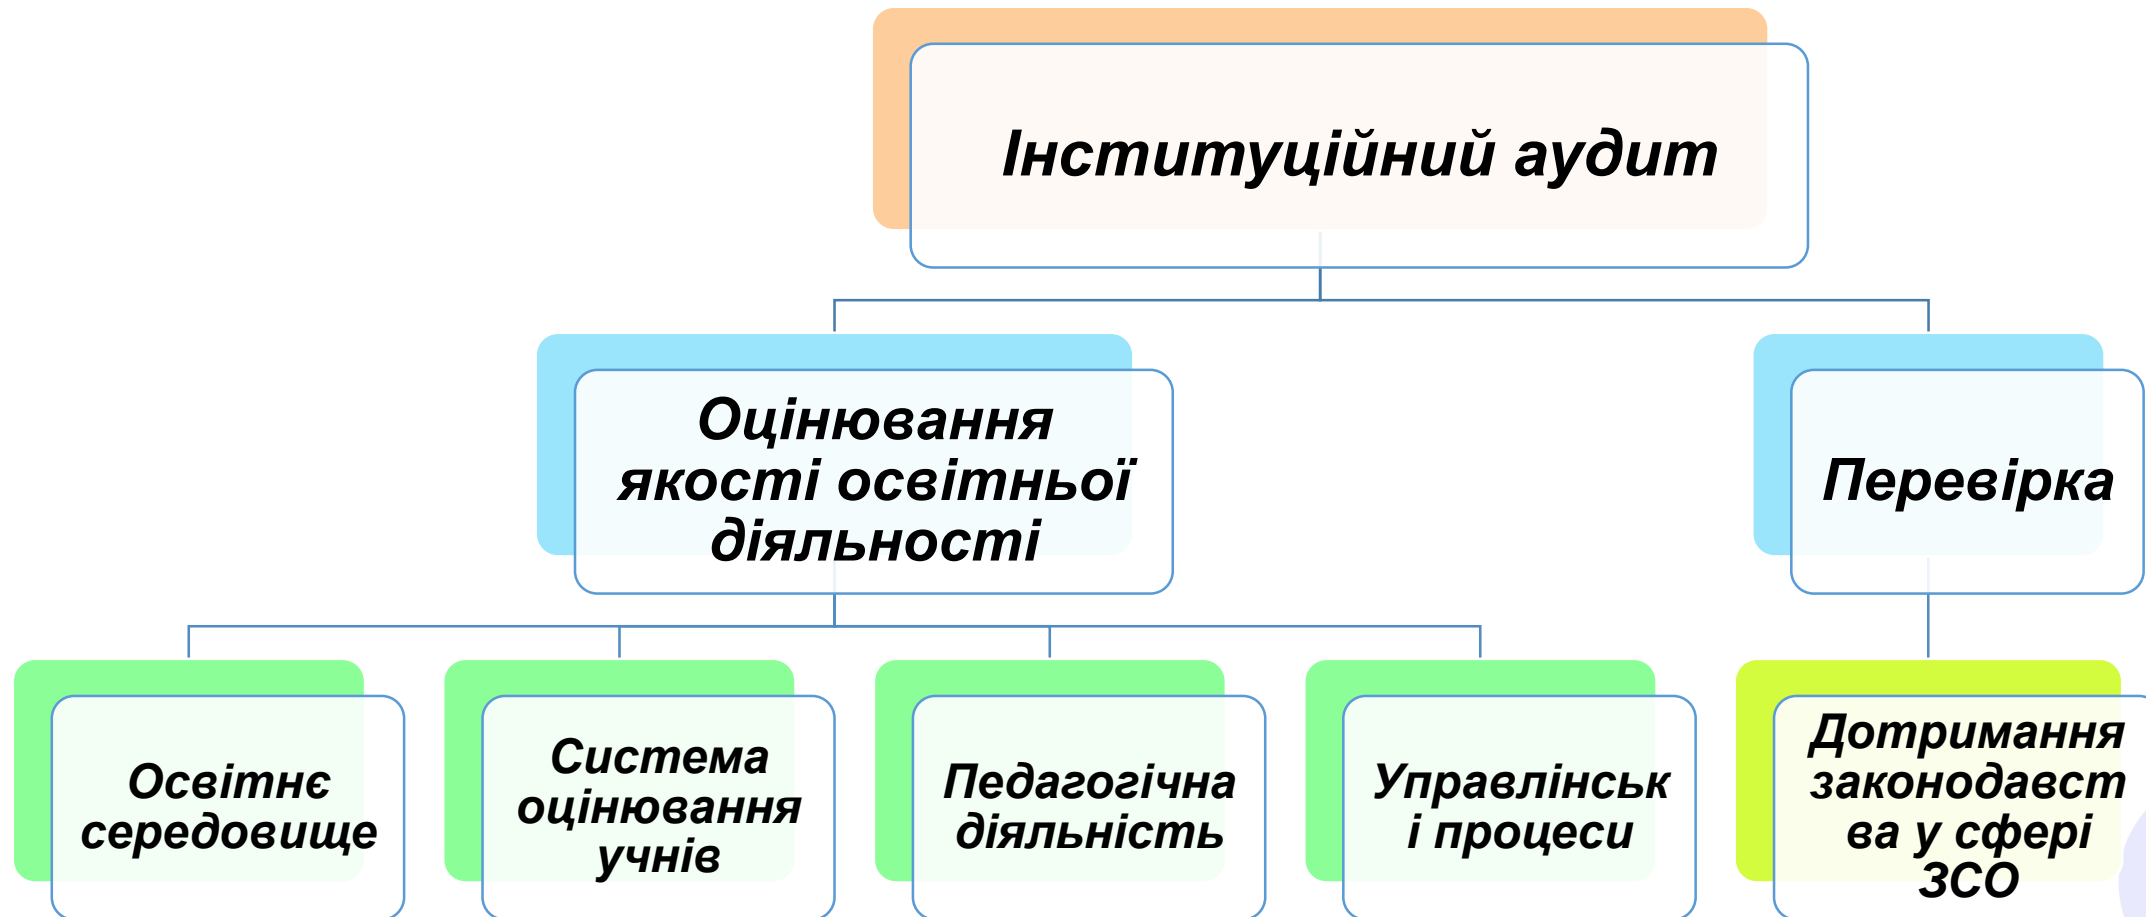 Інституційний аудит
Оцінювання
якості освітньої
діяльності
Перевірка
Освітнє
середовище
Система
оцінювання
учнів
Педагогічна
діяльність
Управлінськ
і процеси
Дотримання
законодавст
ва у сфері
ЗСО